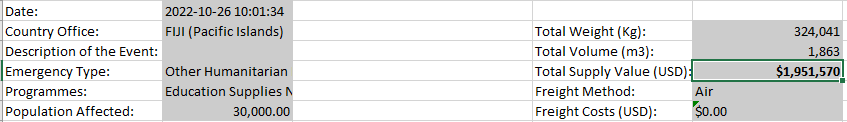 Date: 2022-10-26 10:01:34
Country Office: FIJI (Pacific Islands) Total Weight (Kg): 324,041
Description of the Event: Total Volume (m3): 1,863
Emergency Type: Other Humanitarian Total Supply Value (USD): $1,951,570
Programmes: Education Supplies N Freight Method: Air
Population Affected: 30,000.00 Freight Costs (USD): $0.00